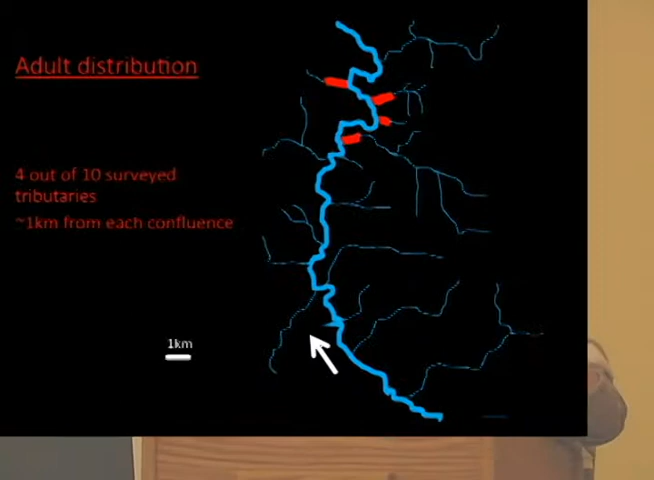 Adult distribution
4 out of 10 surveyed
tributaries
~1km from each confluence
1km